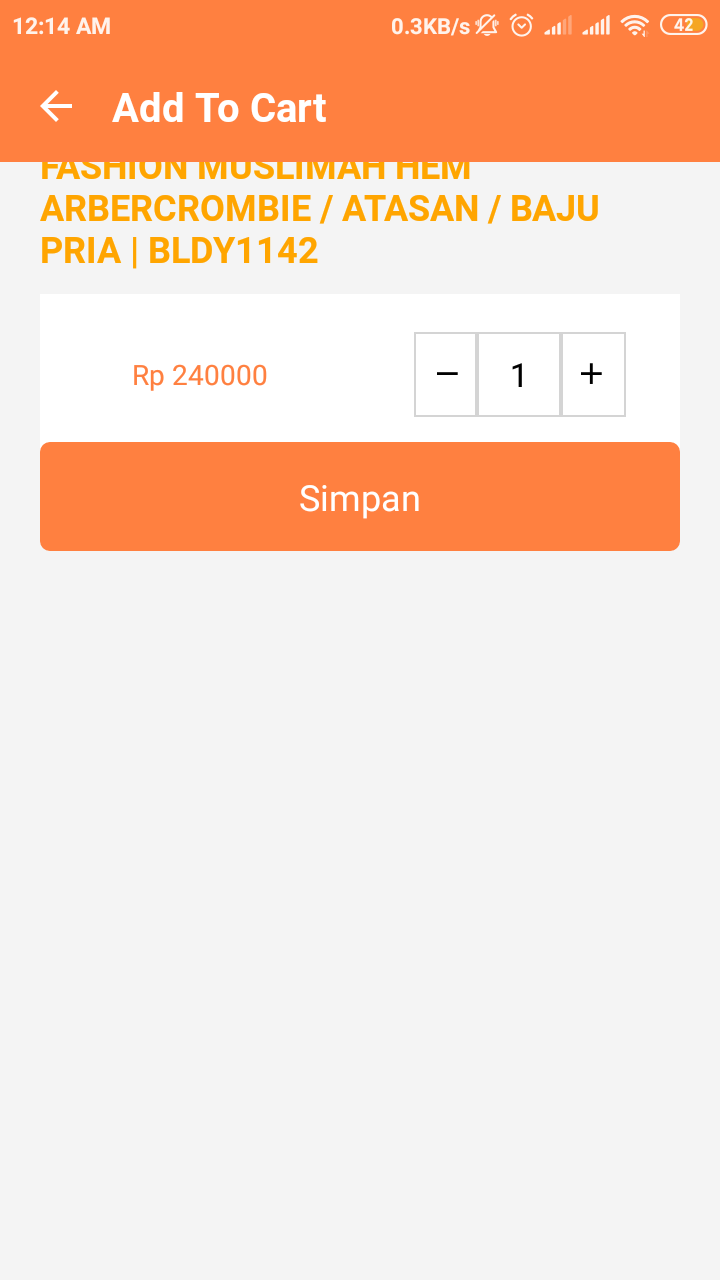 12:14 AM 0.3KB/s 42
Add To Cart
FASHION MUSLIMAH HEM
ARBERCROMBIE / ATASAN / BAJU
PRIA | BLDY1142
Rp 240000 − 1 +
Simpan